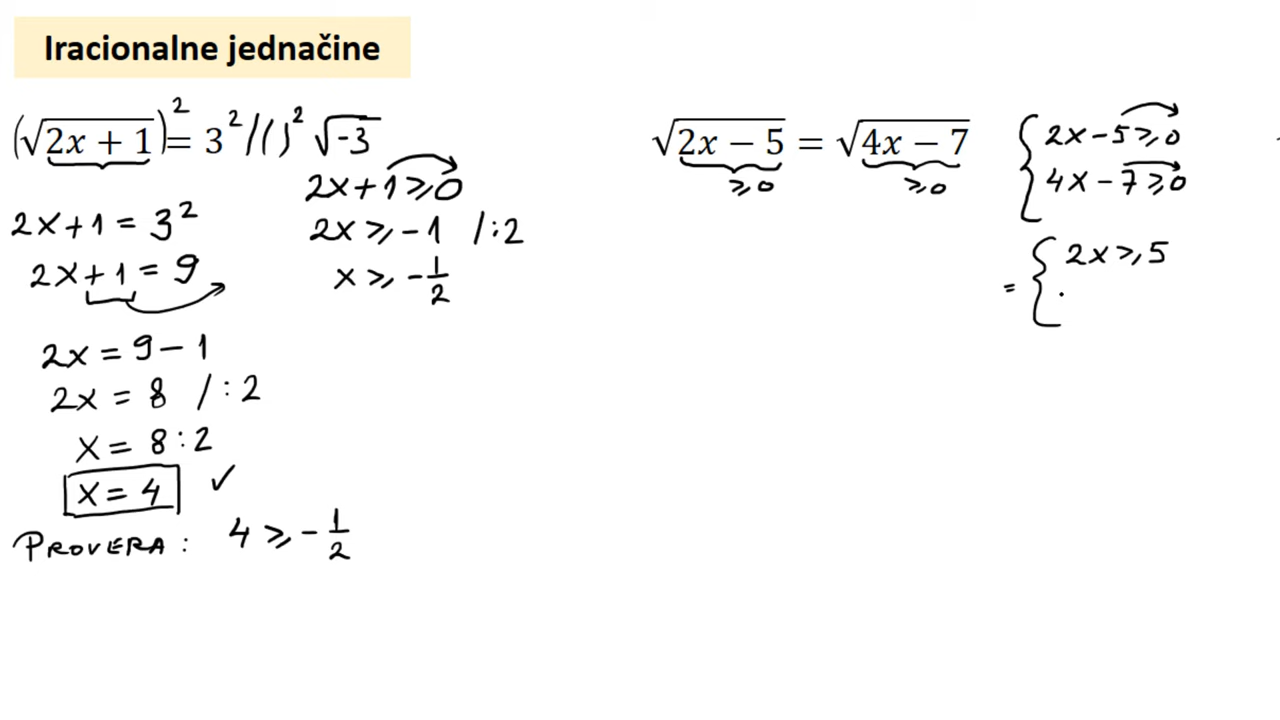 Iracionalne jednačine
(√(2x + 1))² = 3² /( )² √-3
2x+1 ≥ 0
2x+1 = 3²
2x ≥ -1 /:2
2x+1 = 9
x ≥ -1/2
2x = 9-1
2x = 8 /:2
x = 8:2
x = 4 ✓
PROVERA: 4 ≥ -1/2
√(2x − 5) = √(4x − 7)
≥0 ≥0
{ 2x-5 ≥ 0
4x-7 ≥ 0
= { 2x ≥ 5